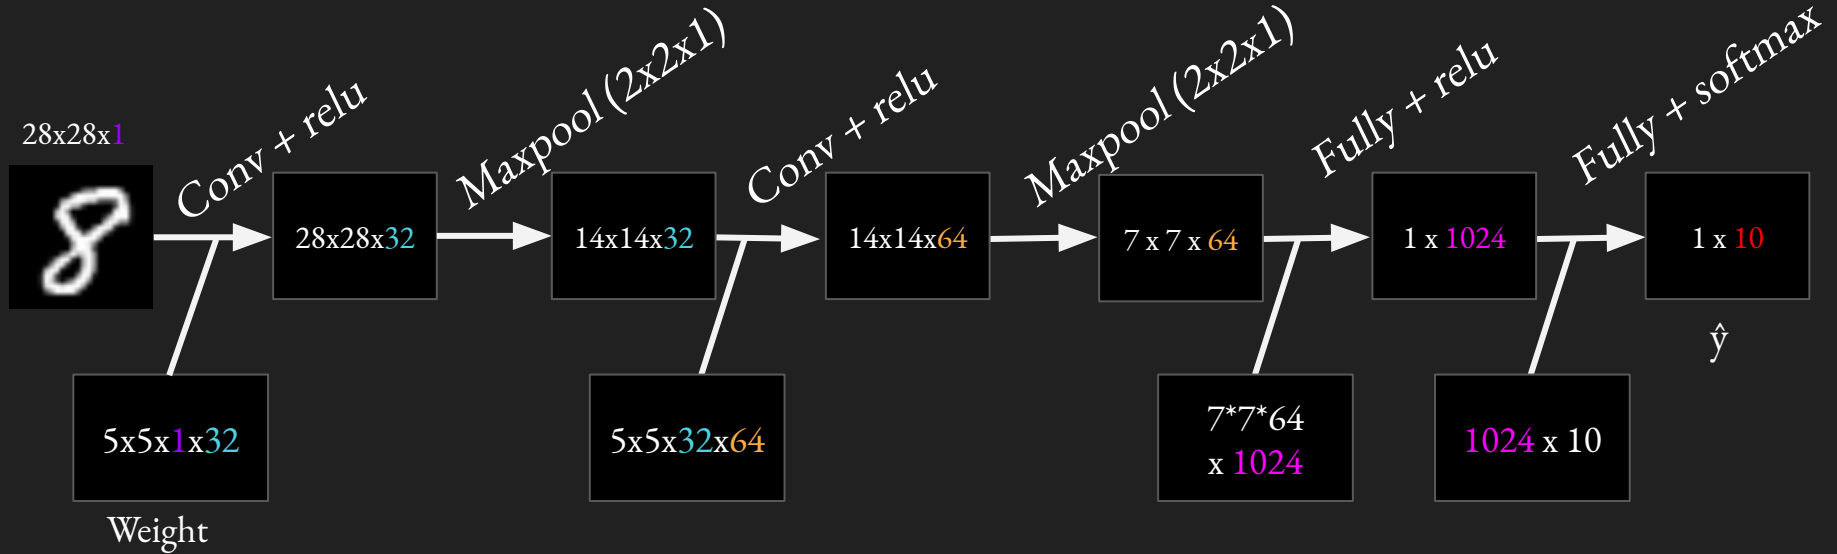 28x28x1
Conv + relu
Maxpool (2x2x1)
Conv + relu
Maxpool (2x2x1)
Fully + relu
Fully + softmax
8
28x28x32
14x14x32
14x14x64
7 x 7 x 64
1 x 1024
1 x 10
ŷ
5x5x1x32
5x5x32x64
7*7*64
x 1024
1024 x 10
Weight